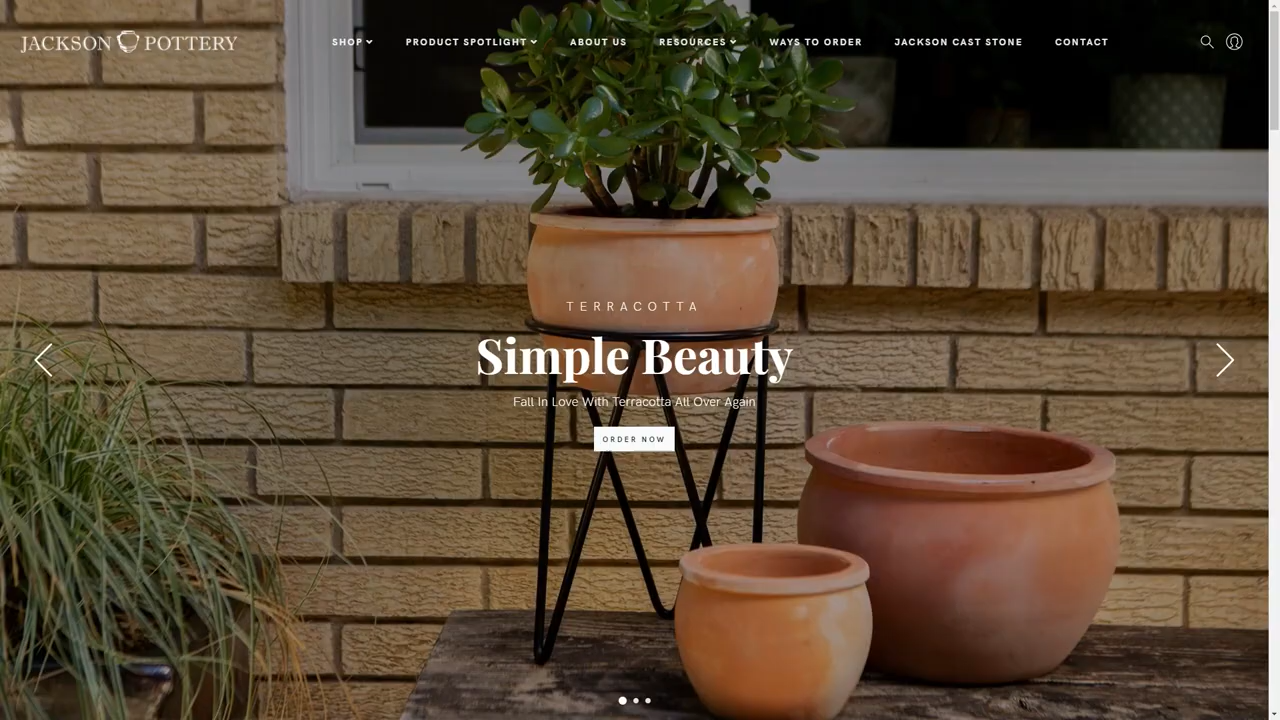 JACKSON POTTERY
SHOP
PRODUCT SPOTLIGHT
ABOUT US
RESOURCES
WAYS TO ORDER
JACKSON CAST STONE
CONTACT
TERRACOTTA
Simple Beauty
Fall In Love With Terracotta All Over Again
ORDER NOW